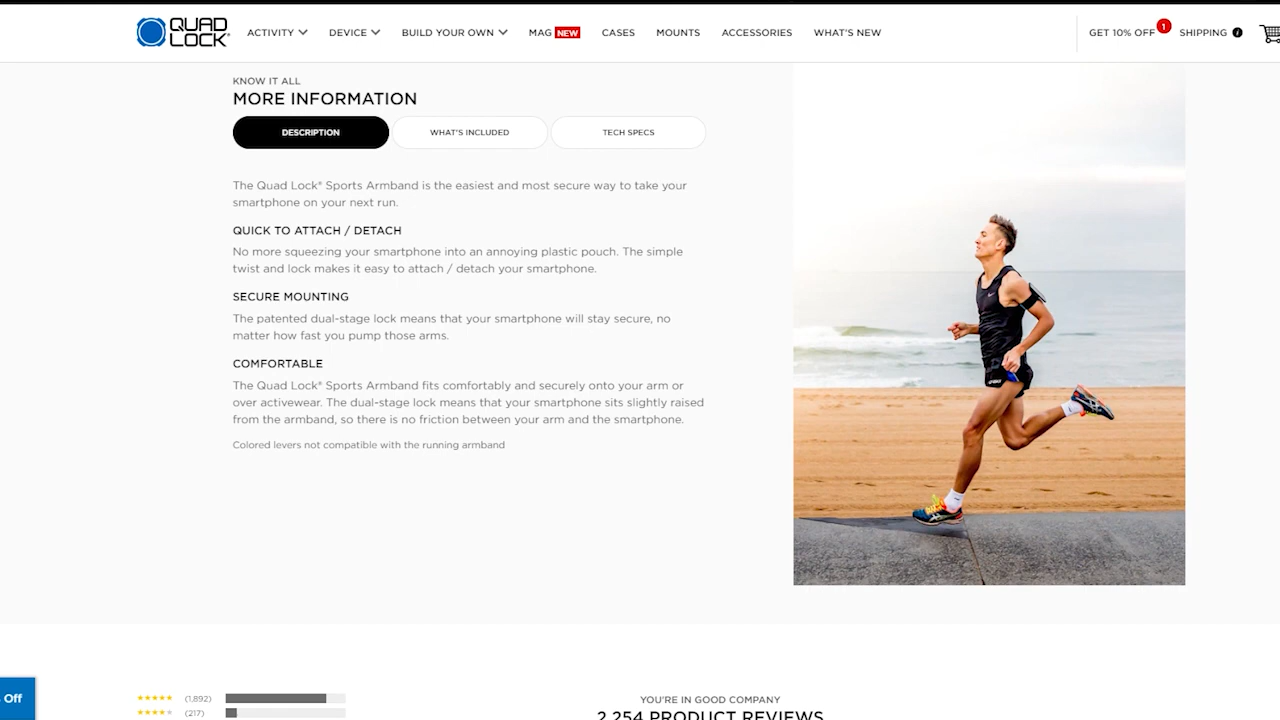 QUAD LOCK
ACTIVITY
DEVICE
BUILD YOUR OWN
MAG NEW
CASES
MOUNTS
ACCESSORIES
WHAT'S NEW
GET 10% OFF 1
SHIPPING
KNOW IT ALL
MORE INFORMATION
DESCRIPTION
WHAT'S INCLUDED
TECH SPECS
The Quad Lock® Sports Armband is the easiest and most secure way to take your
smartphone on your next run.
QUICK TO ATTACH / DETACH
No more squeezing your smartphone into an annoying plastic pouch. The simple
twist and lock makes it easy to attach / detach your smartphone.
SECURE MOUNTING
The patented dual-stage lock means that your smartphone will stay secure, no
matter how fast you pump those arms.
COMFORTABLE
The Quad Lock® Sports Armband fits comfortably and securely onto your arm or
over activewear. The dual-stage lock means that your smartphone sits slightly raised
from the armband, so there is no friction between your arm and the smartphone.
Colored levers not compatible with the running armband
Off
(1,892)
(217)
YOU'RE IN GOOD COMPANY
2,254 PRODUCT REVIEWS